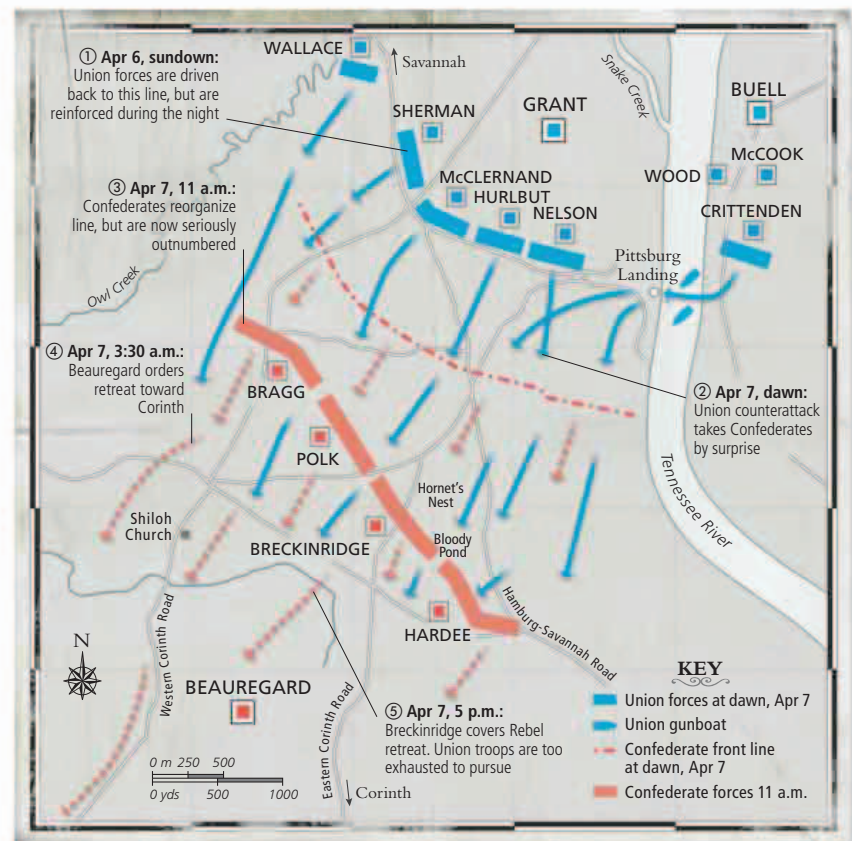 ① Apr 6, sundown:
Union forces are driven
back to this line, but are
reinforced during the night
WALLACE
Savannah
SHERMAN
GRANT
Snake Creek
BUELL
McCOOK
WOOD
McCLERNAND
HURLBUT
NELSON
CRITTENDEN
③ Apr 7, 11 a.m.:
Confederates reorganize
line, but are now seriously
outnumbered
Owl Creek
Pittsburg
Landing
④ Apr 7, 3:30 a.m.:
Beauregard orders
retreat toward
Corinth
BRAGG
② Apr 7, dawn:
Union counterattack
takes Confederates
by surprise
POLK
Hornet's
Nest
Tennessee River
Shiloh
Church
BRECKINRIDGE
Bloody
Pond
HARDEE
Hamburg-Savannah Road
N
Western Corinth Road
BEAUREGARD
Eastern Corinth Road
⑤ Apr 7, 5 p.m.:
Breckinridge covers Rebel
retreat. Union troops are too
exhausted to pursue
Corinth
0 m 250 500
0 yds 500 1000
KEY
Union forces at dawn, Apr 7
Union gunboat
Confederate front line
at dawn, Apr 7
Confederate forces 11 a.m.